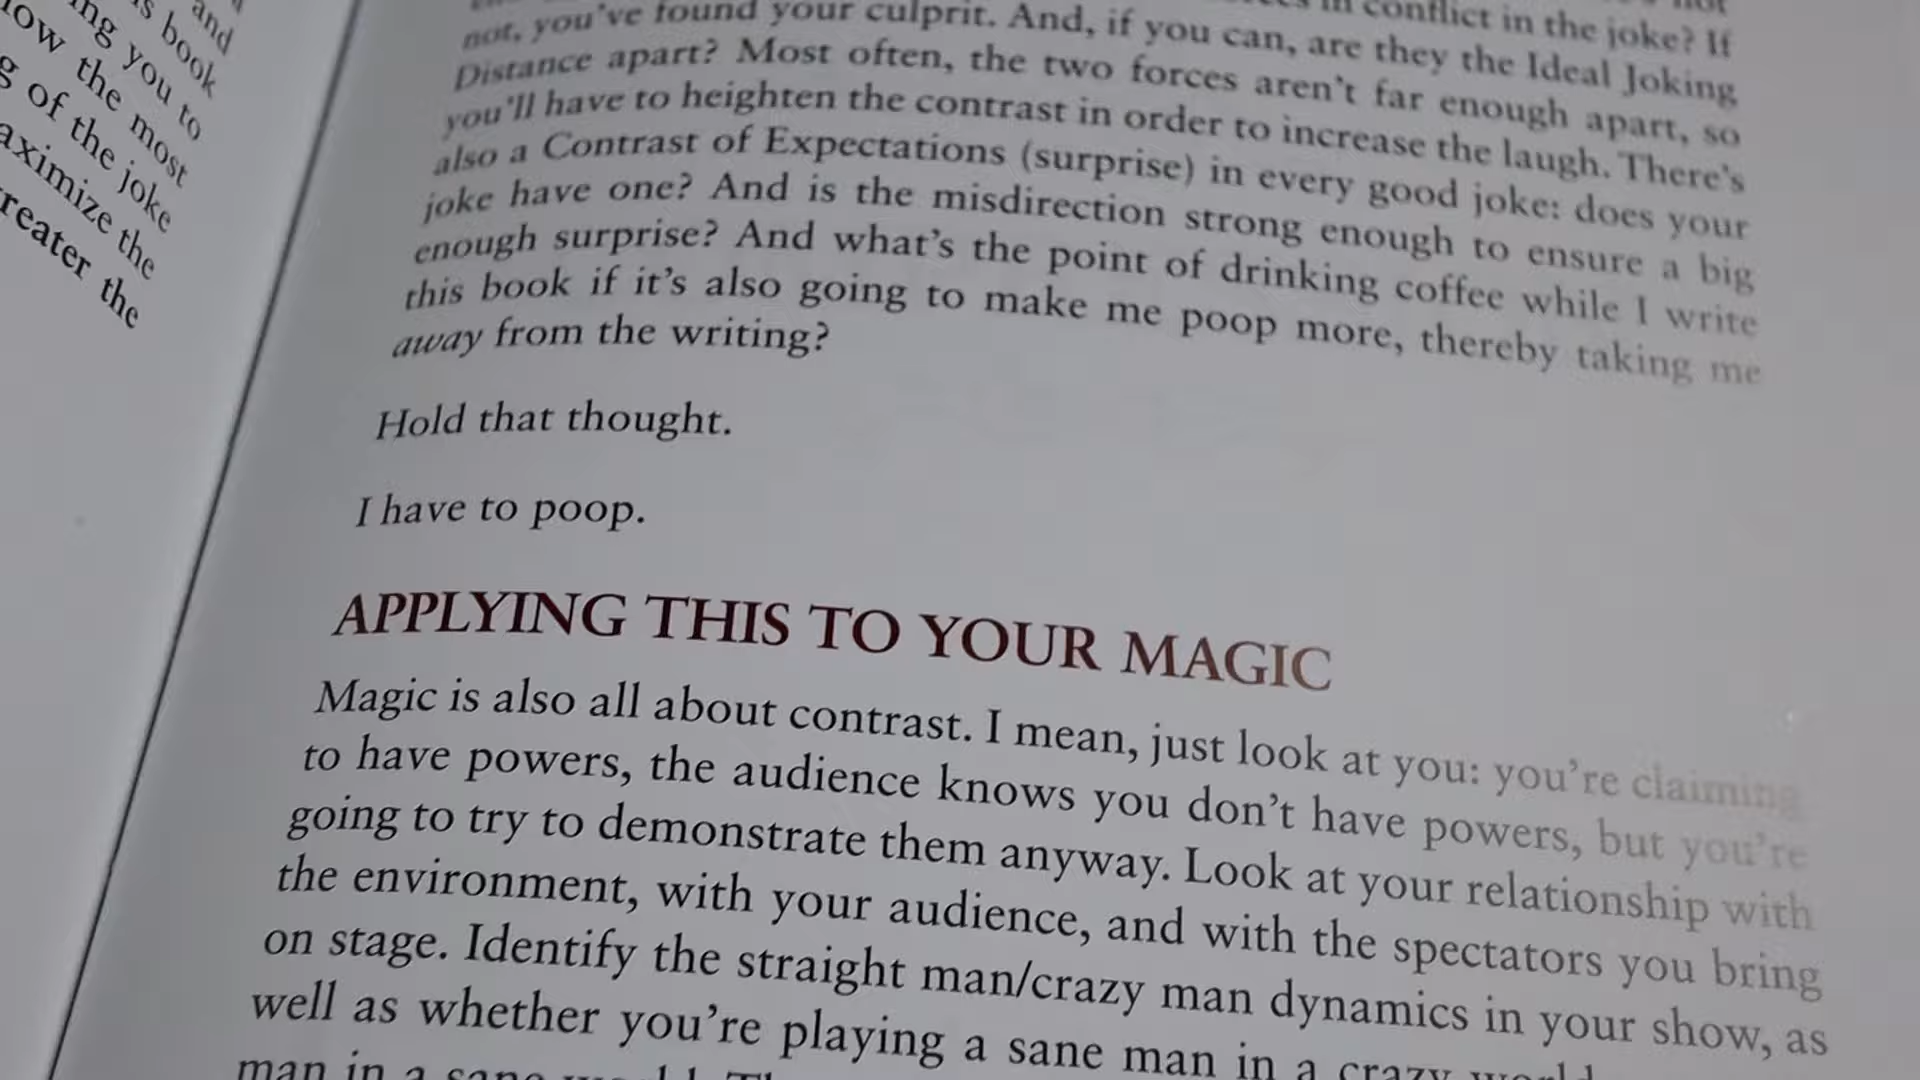 and
s book
ng you to
ow the most
g of the joke
aximize the
reater the
in conflict in the joke? If
not, you've found your culprit. And, if you can, are they the Ideal Joking
Distance apart? Most often, the two forces aren't far enough apart, so
you'll have to heighten the contrast in order to increase the laugh. There's
also a Contrast of Expectations (surprise) in every good joke: does your
joke have one? And is the misdirection strong enough to ensure a big
enough surprise? And what's the point of drinking coffee while I write
this book if it's also going to make me poop more, thereby taking me
away from the writing?
Hold that thought.
I have to poop.
APPLYING THIS TO YOUR MAGIC
Magic is also all about contrast. I mean, just look at you: you're claiming
to have powers, the audience knows you don't have powers, but you're
going to try to demonstrate them anyway. Look at your relationship with
the environment, with your audience, and with the spectators you bring
on stage. Identify the straight man/crazy man dynamics in your show, as
well as whether you're playing a sane man in a crazy world
man in a sane